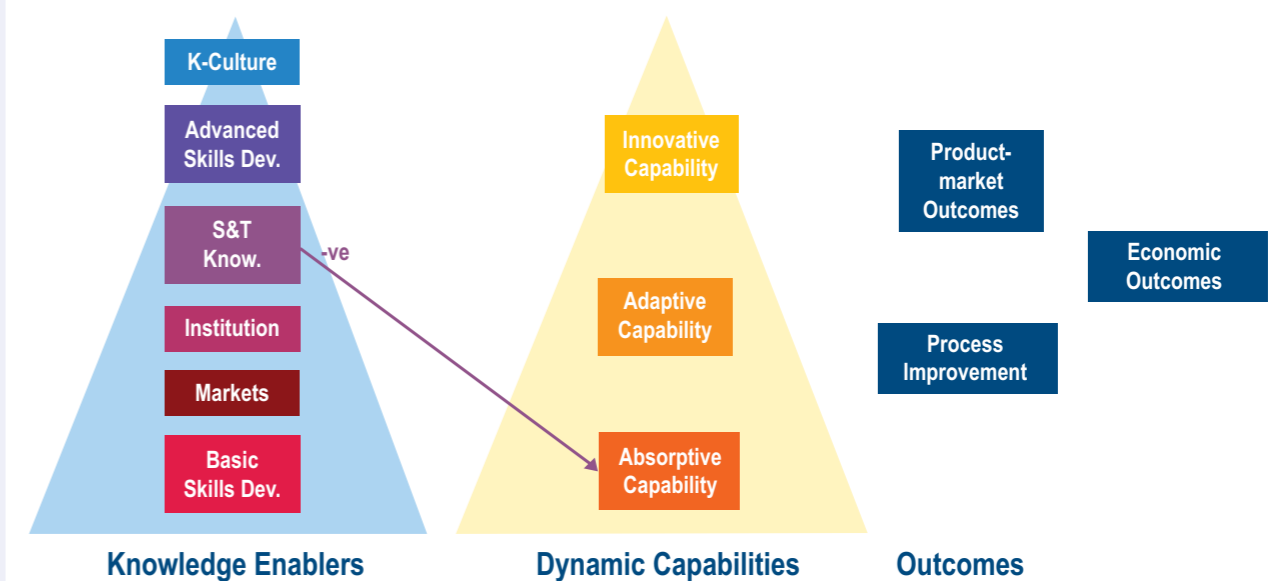 K-Culture
Advanced
Skills Dev.
S&T
Know.
-ve
Institution
Markets
Basic
Skills Dev.
Knowledge Enablers
Innovative
Capability
Adaptive
Capability
Absorptive
Capability
Dynamic Capabilities
Product-
market
Outcomes
Economic
Outcomes
Process
Improvement
Outcomes